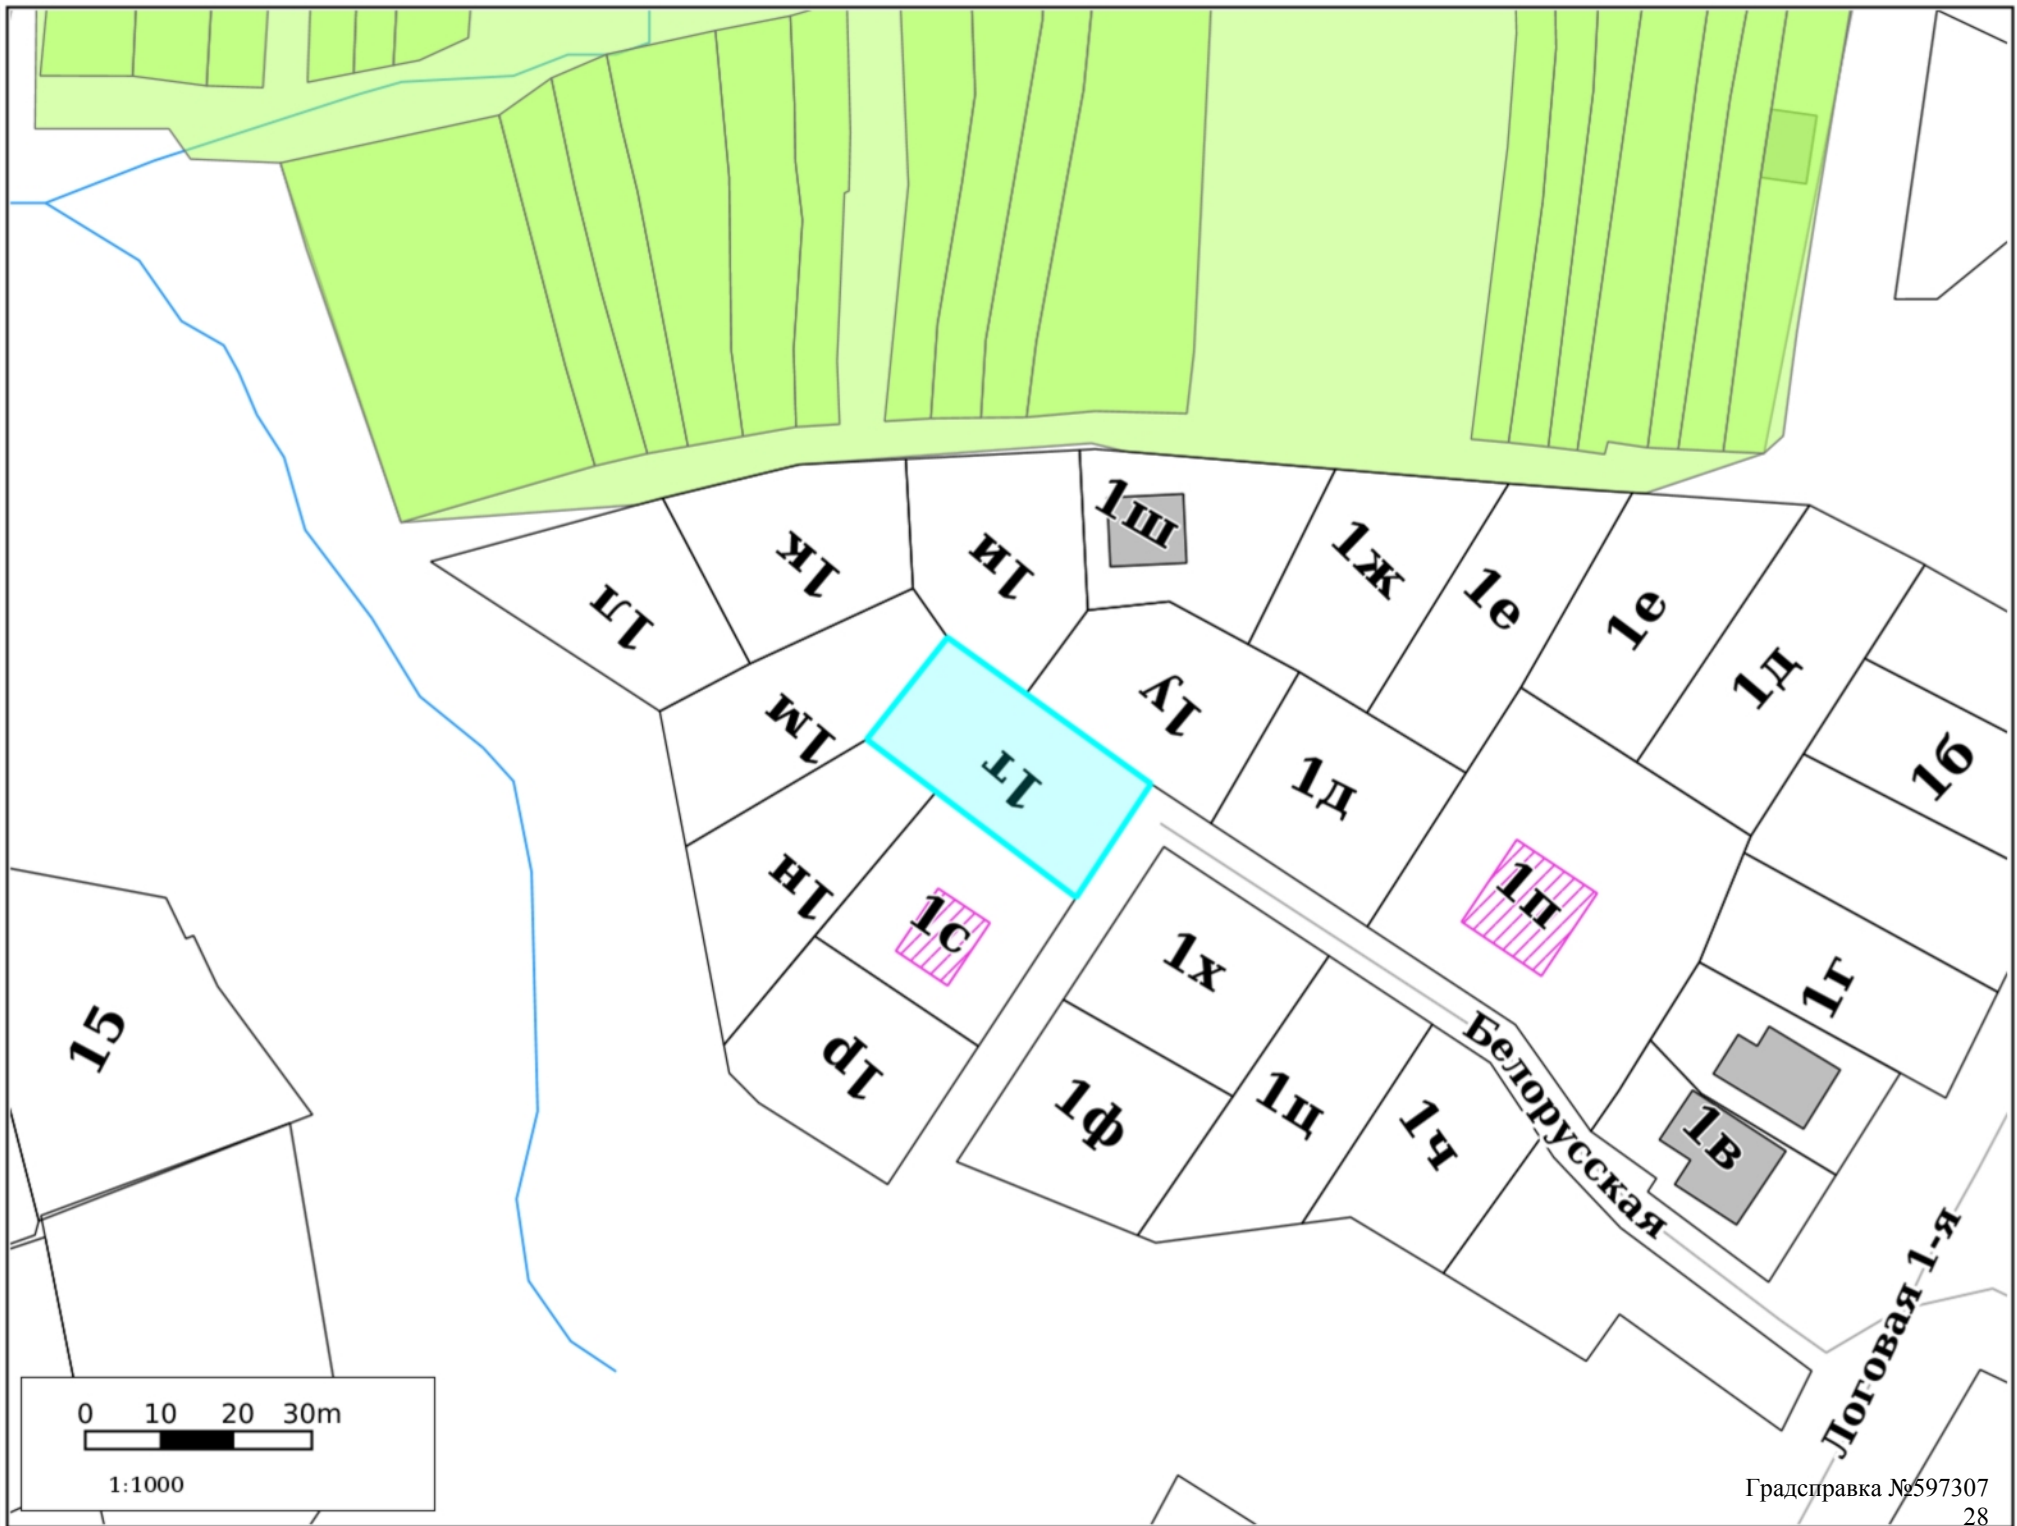 1ш
1ж
1к
1и
1е
1е
1л
1д
1у
1м
1б
1т
1д
1п
1н
1с
1х
1г
15
1р
1ф
1ц
1ч
1в
Белорусская
Логовая 1-я
0 10 20 30m
1:1000
Градсправка №597307
28